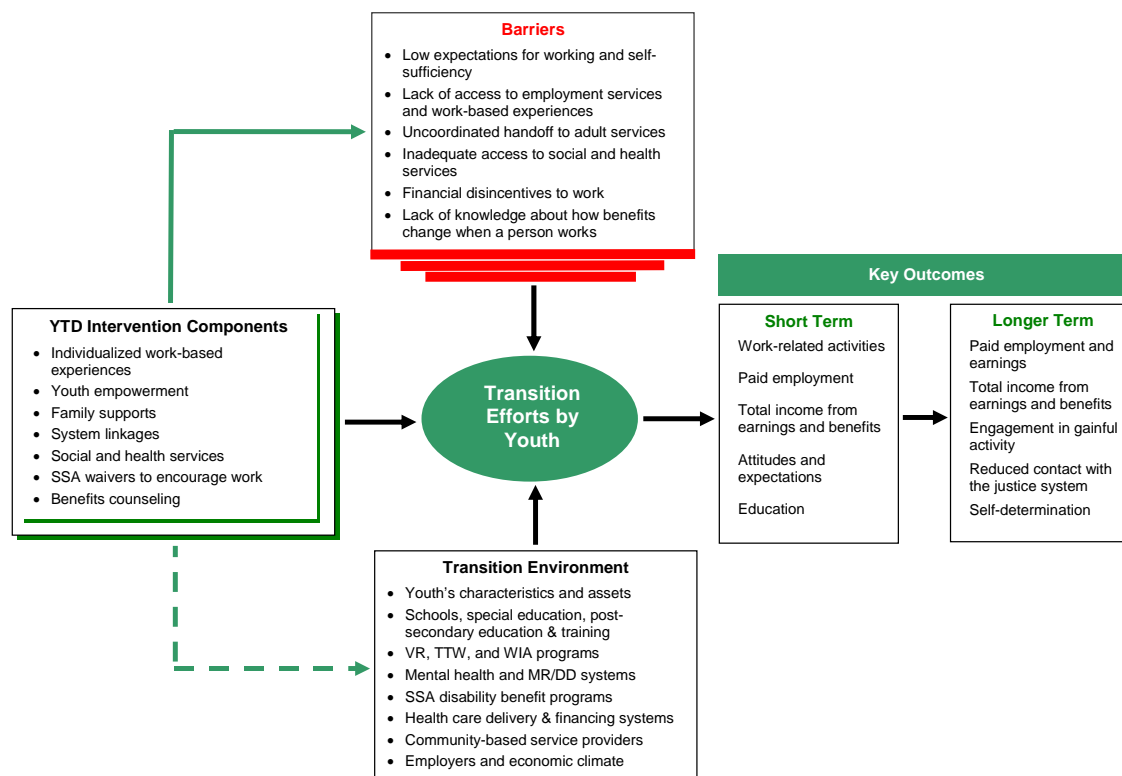 Barriers
• Low expectations for working and self-
sufficiency
• Lack of access to employment services
and work-based experiences
• Uncoordinated handoff to adult services
• Inadequate access to social and health
services
• Financial disincentives to work
• Lack of knowledge about how benefits
change when a person works
YTD Intervention Components
• Individualized work-based
experiences
• Youth empowerment
• Family supports
• System linkages
• Social and health services
• SSA waivers to encourage work
• Benefits counseling
Transition
Efforts by
Youth
Key Outcomes
Short Term
Work-related activities
Paid employment
Total income from
earnings and benefits
Attitudes and
expectations
Education
Longer Term
Paid employment and
earnings
Total income from
earnings and benefits
Engagement in gainful
activity
Reduced contact with
the justice system
Self-determination
Transition Environment
• Youth’s characteristics and assets
• Schools, special education, post-
secondary education & training
• VR, TTW, and WIA programs
• Mental health and MR/DD systems
• SSA disability benefit programs
• Health care delivery & financing systems
• Community-based service providers
• Employers and economic climate